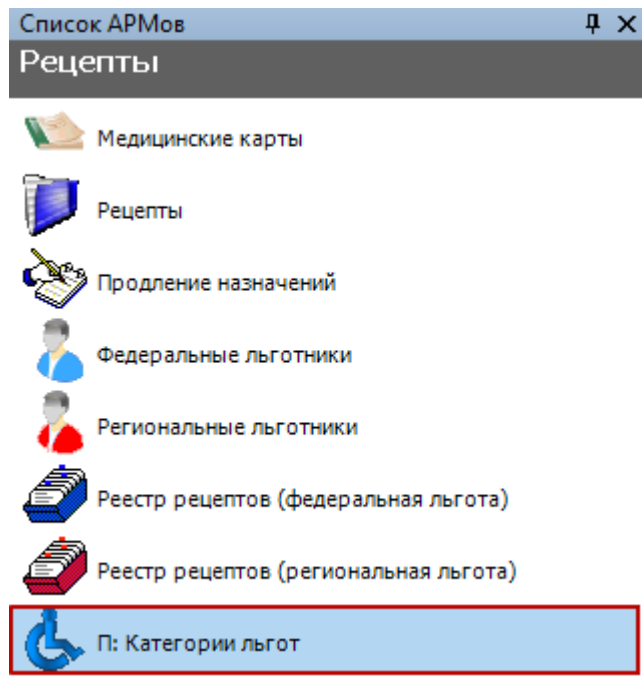 Список АРМов
Рецепты
Медицинские карты
Рецепты
Продление назначений
Федеральные льготники
Региональные льготники
Реестр рецептов (федеральная льгота)
Реестр рецептов (региональная льгота)
П: Категории льгот